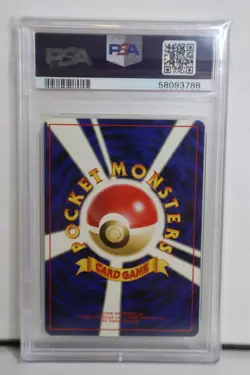 PSA
PSA
58093788
POCKET MONSTERS
CARD GAME